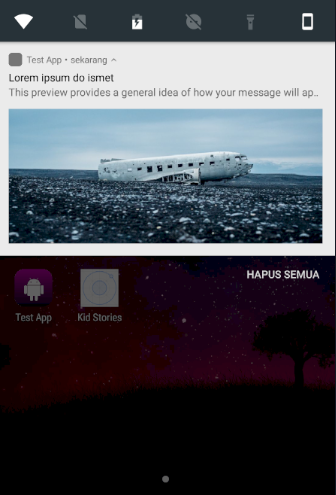 Test App • sekarang
Lorem ipsum do ismet
This preview provides a general idea of how your message will ap..
HAPUS SEMUA
Test App
Kid Stories